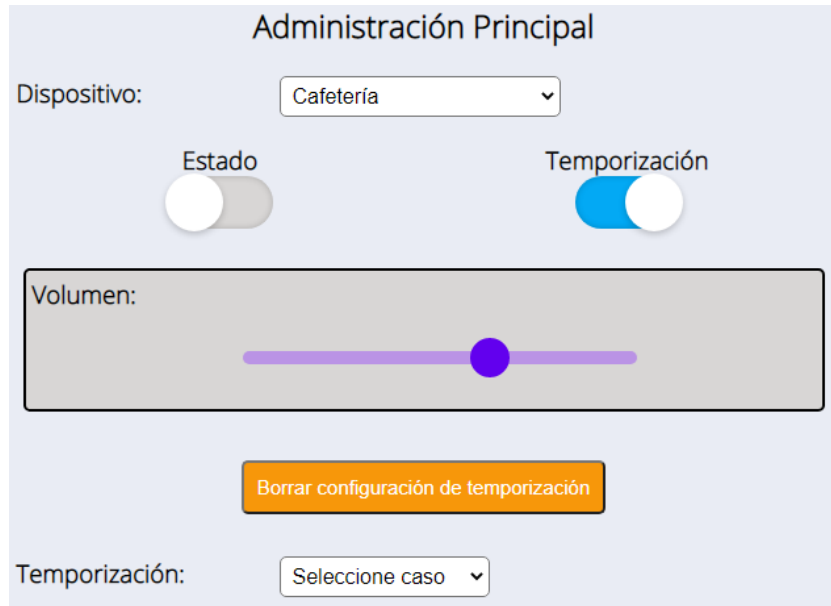 Administración Principal
Dispositivo: Cafetería
Estado Temporización
Volumen:
Borrar configuración de temporización
Temporización: Seleccione caso